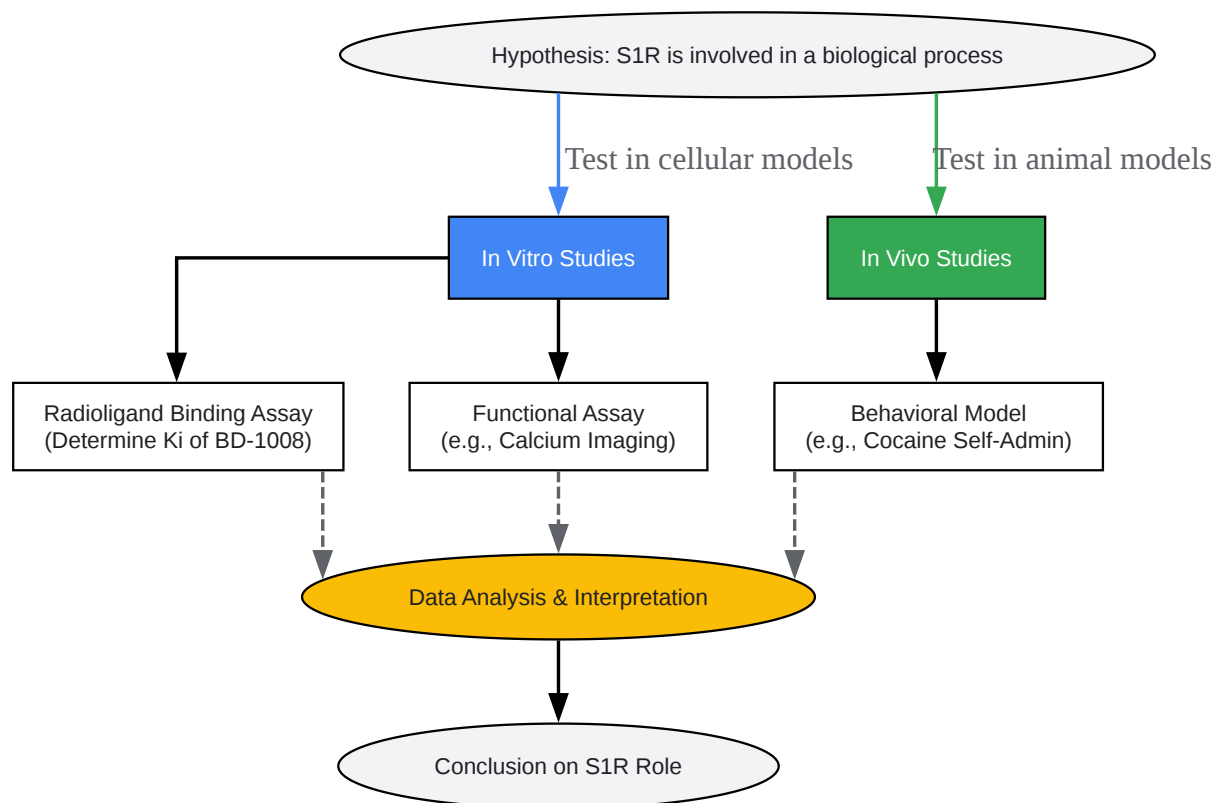 Hypothesis: S1R is involved in a biological process
Test in cellular models
Test in animal models
In Vitro Studies
In Vivo Studies
Radioligand Binding Assay
(Determine Ki of BD-1008)
Functional Assay
(e.g., Calcium Imaging)
Behavioral Model
(e.g., Cocaine Self-Admin)
Data Analysis & Interpretation
Conclusion on S1R Role